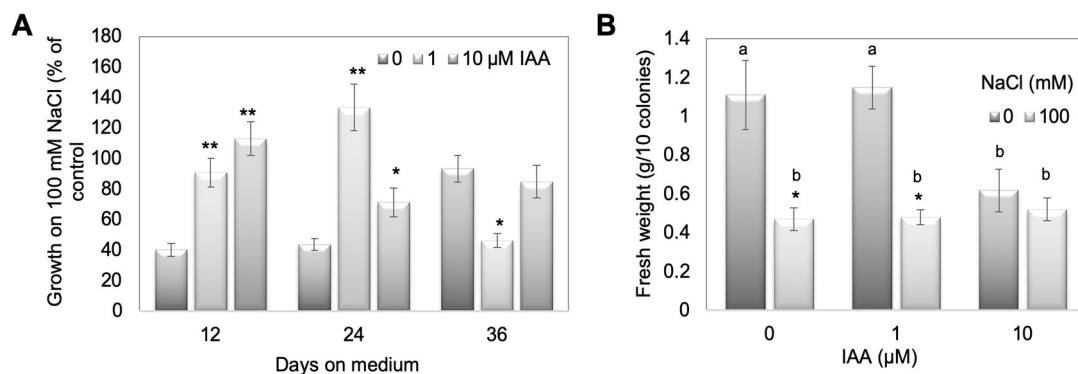 A
Growth on 100 mM NaCl (% of
control
180
160
140
120
100
80
60
40
20
0
0 1 10 µM IAA
** ** ** * *
12 24 36
Days on medium
B
Fresh weight (g/10 colonies)
1.4
1.2
1
0.8
0.6
0.4
0.2
0
NaCl (mM)
0 100
a a
b b b b
* *
0 1 10
IAA (µM)